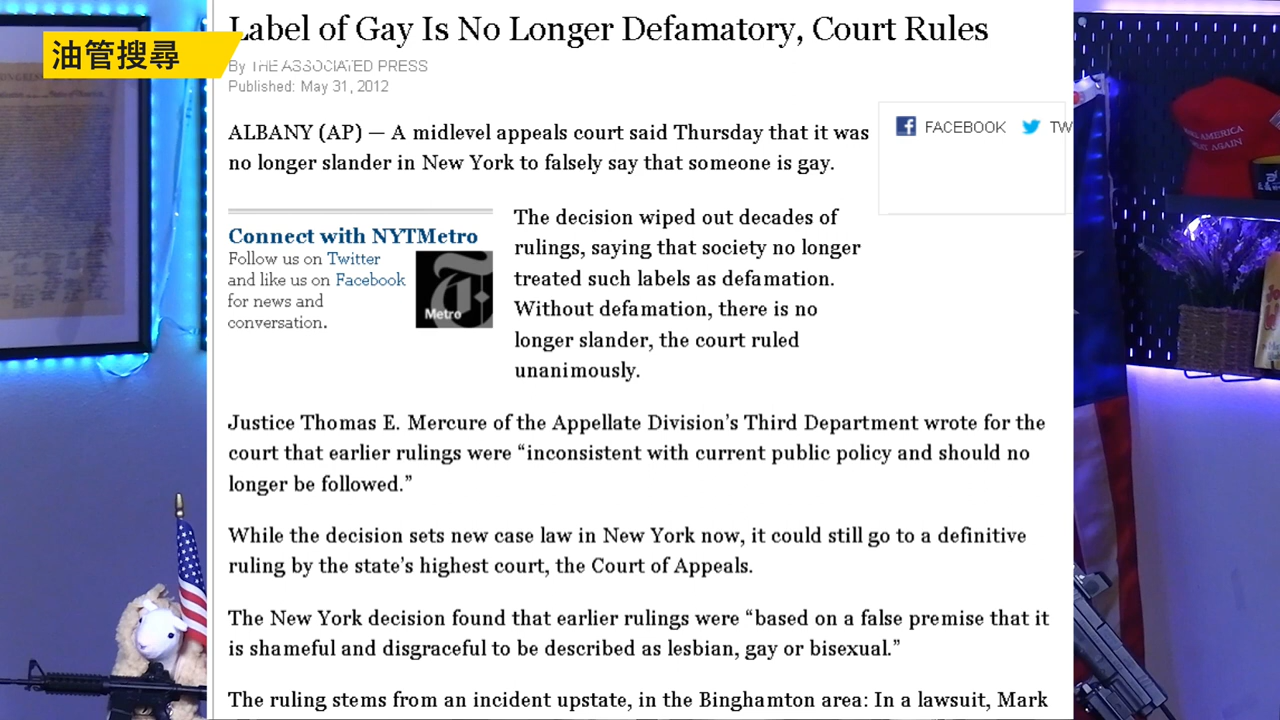 Label of Gay Is No Longer Defamatory, Court Rules
油管搜尋
By THE ASSOCIATED PRESS
Published: May 31, 2012
FACEBOOK
TW
ALBANY (AP) — A midlevel appeals court said Thursday that it was
no longer slander in New York to falsely say that someone is gay.
The decision wiped out decades of
rulings, saying that society no longer
treated such labels as defamation.
Without defamation, there is no
longer slander, the court ruled
unanimously.
Connect with NYTMetro
Follow us on Twitter
and like us on Facebook
for news and
conversation.
Metro
Justice Thomas E. Mercure of the Appellate Division’s Third Department wrote for the
court that earlier rulings were “inconsistent with current public policy and should no
longer be followed.”
While the decision sets new case law in New York now, it could still go to a definitive
ruling by the state’s highest court, the Court of Appeals.
The New York decision found that earlier rulings were “based on a false premise that it
is shameful and disgraceful to be described as lesbian, gay or bisexual.”
The ruling stems from an incident upstate, in the Binghamton area: In a lawsuit, Mark
AMERICA
AGAIN